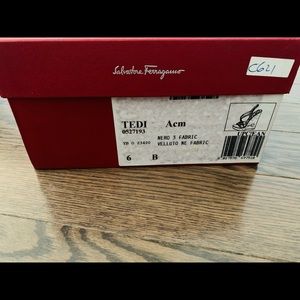 Salvatore Ferragamo
C621
TEDI Acm
0527193
NERO 3 FABRIC
VELLUTO NE FABRIC
6 B